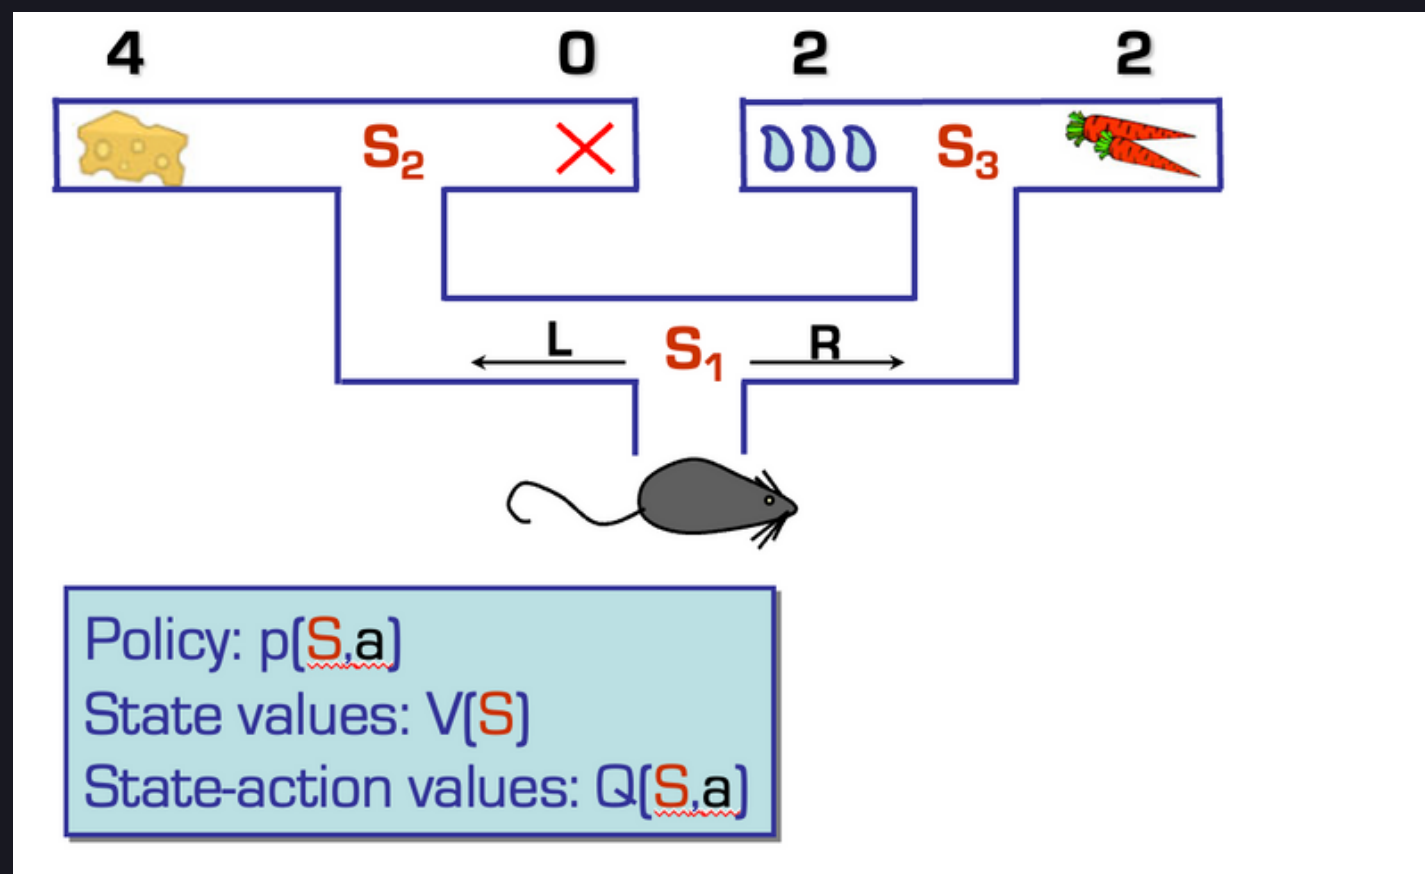 4 0 2 2
S2 S3
L S1 R
Policy: p(S,a)
State values: V(S)
State-action values: Q(S,a)